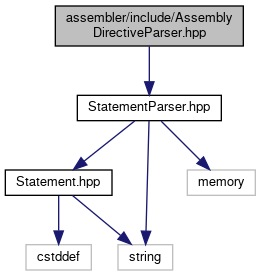 assembler/include/Assembly
DirectiveParser.hpp
StatementParser.hpp
Statement.hpp
memory
cstddef
string